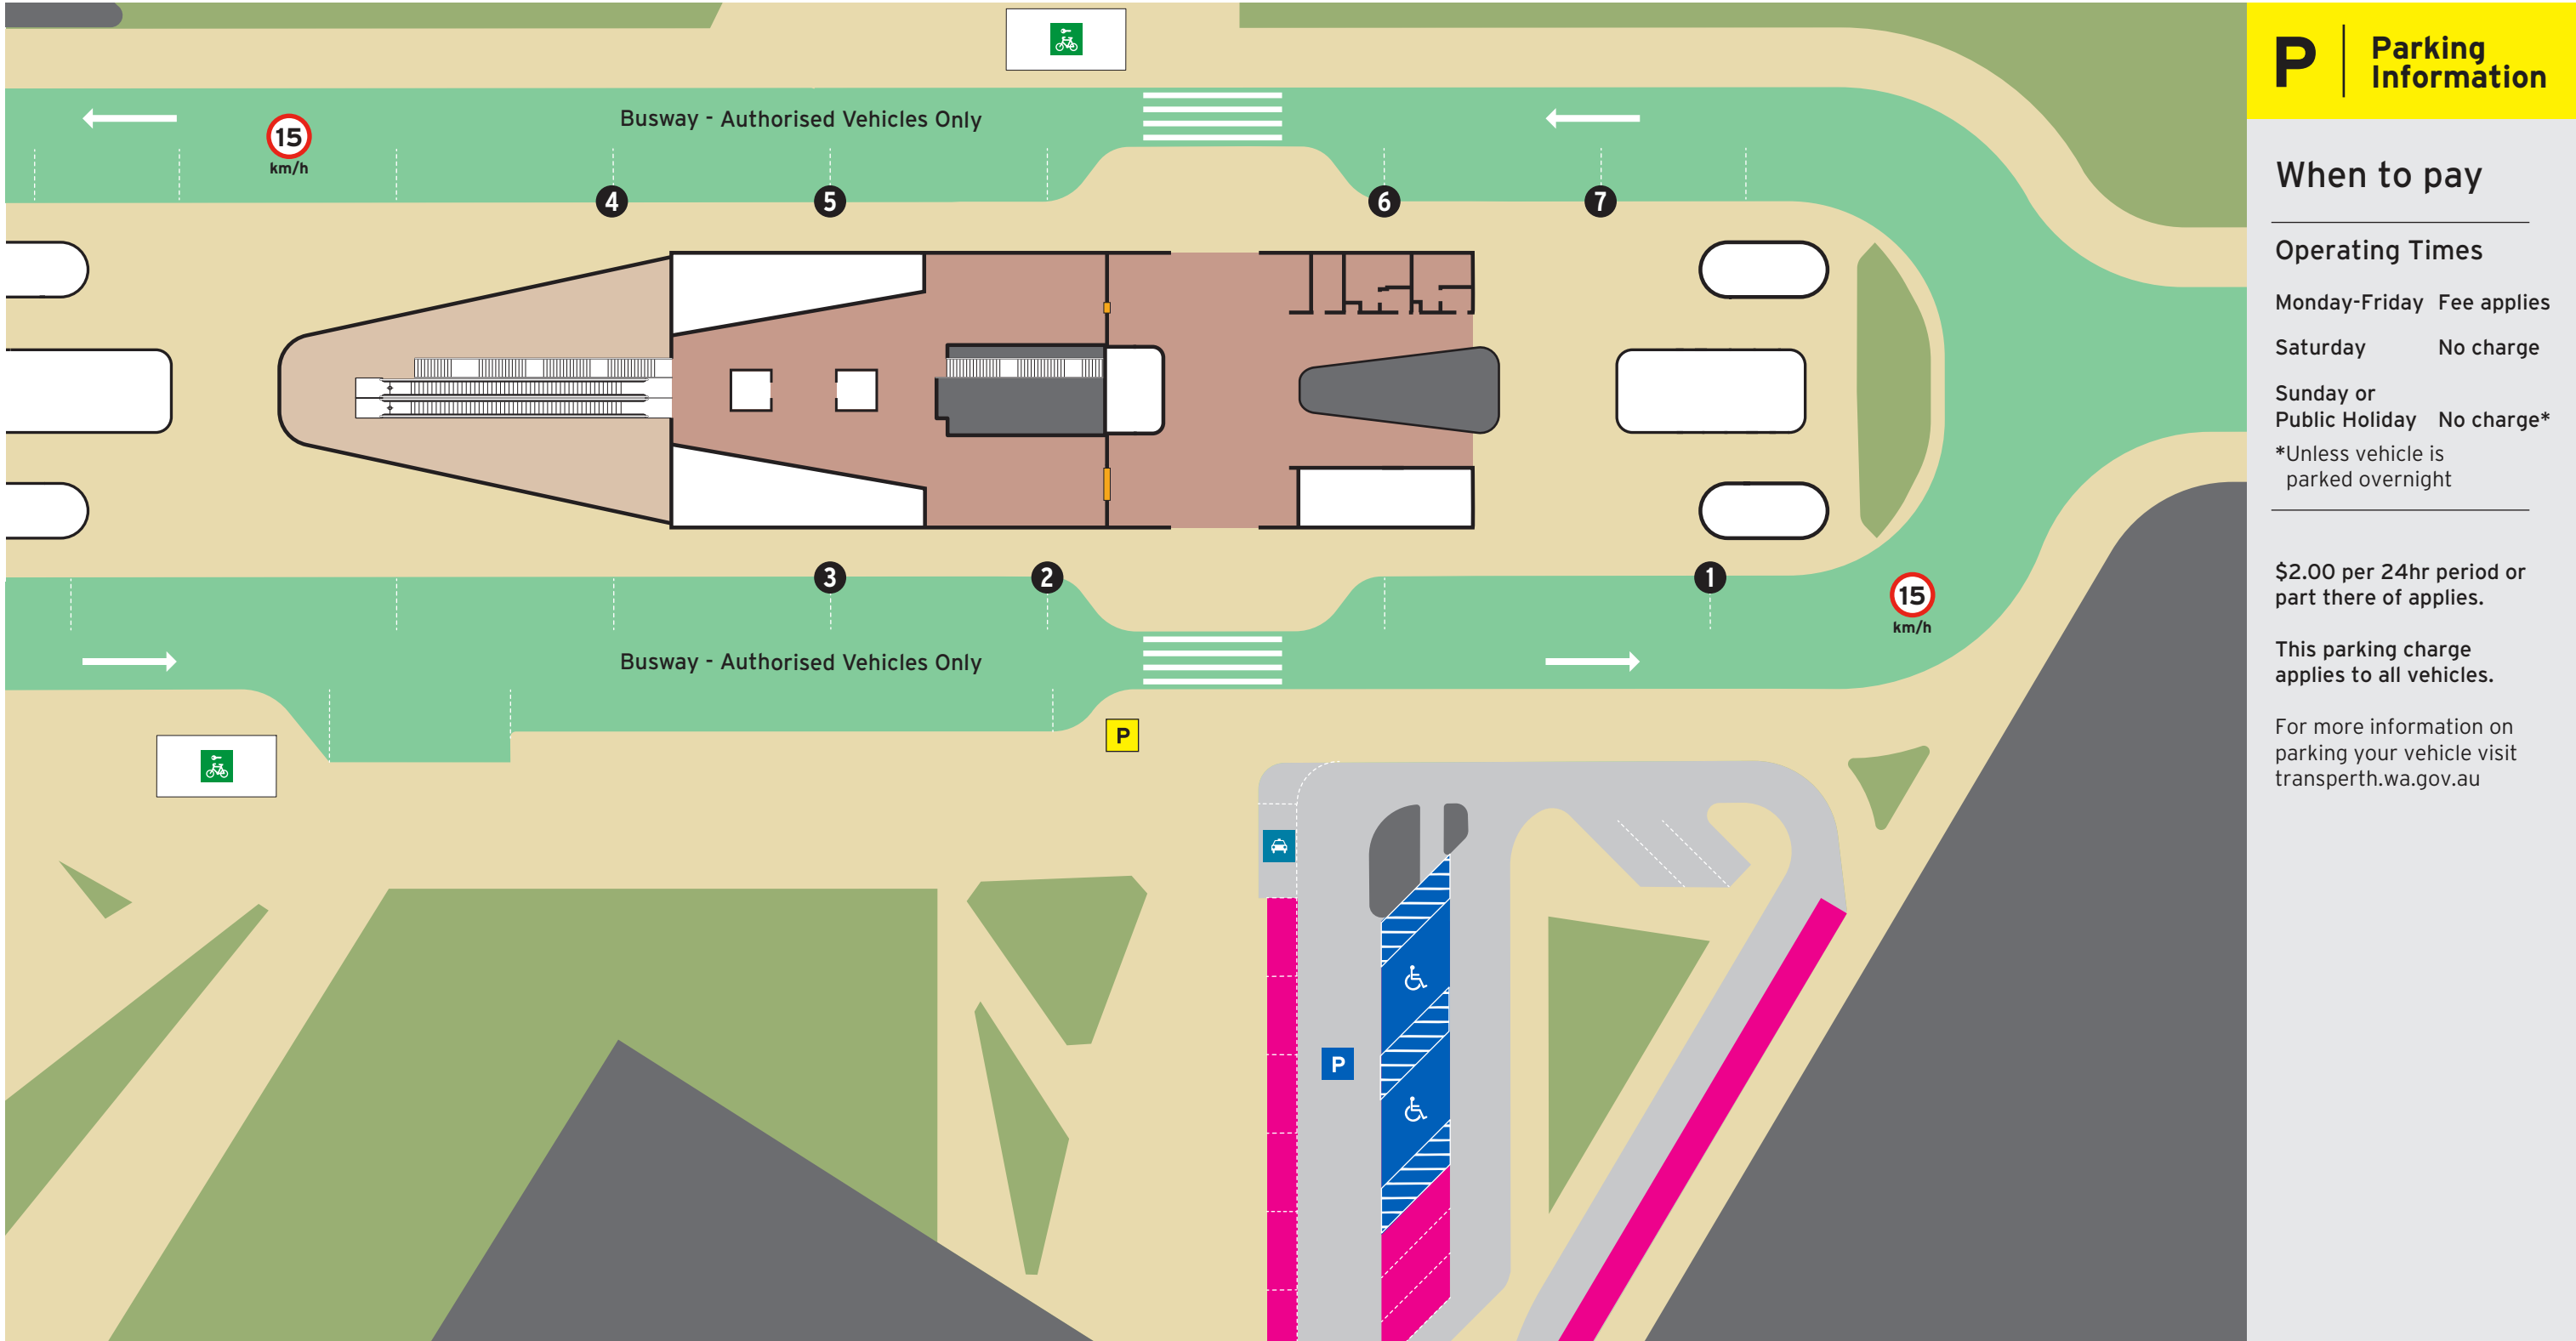 Busway - Authorised Vehicles Only
15
km/h
4
5
6
7
3
2
1
15
km/h
Busway - Authorised Vehicles Only
P
P
P
Parking
Information
When to pay
Operating Times
Monday-Friday Fee applies
Saturday No charge
Sunday or
Public Holiday No charge*
*Unless vehicle is
parked overnight
$2.00 per 24hr period or
part there of applies.
This parking charge
applies to all vehicles.
For more information on
parking your vehicle visit
transperth.wa.gov.au